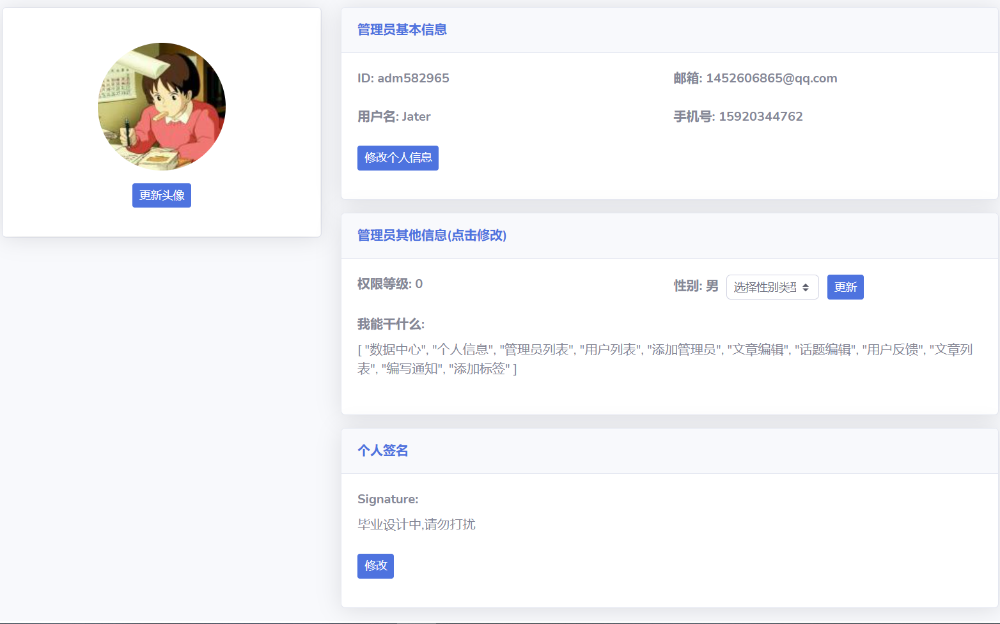 更新头像
管理员基本信息
ID: adm582965
邮箱: 1452606865@qq.com
用户名: Jater
手机号: 15920344762
修改个人信息
管理员其他信息(点击修改)
权限等级: 0
性别: 男 选择性别类型 更新
我能干什么:
[ "数据中心", "个人信息", "管理员列表", "用户列表", "添加管理员", "文章编辑", "话题编辑", "用户反馈", "文章列
表", "编写通知", "添加标签" ]
个人签名
Signature:
毕业设计中,请勿打扰
修改